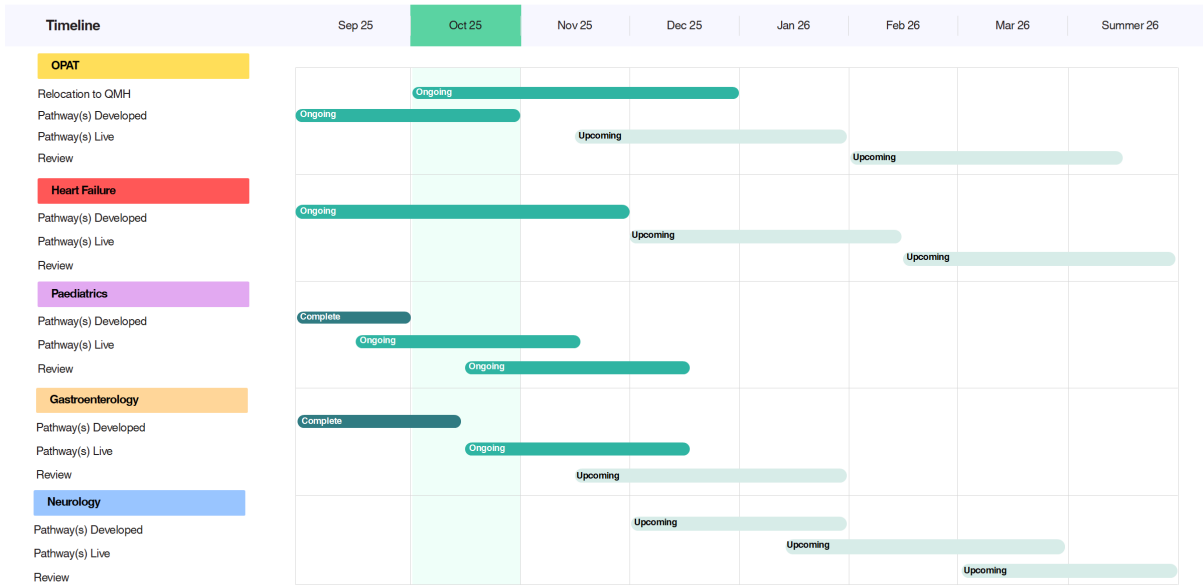 Timeline Sep 25 Oct 25 Nov 25 Dec 25 Jan 26 Feb 26 Mar 26 Summer 26
OPAT
Relocation to QMH Ongoing
Pathway(s) Developed Ongoing
Pathway(s) Live Upcoming
Review Upcoming
Heart Failure
Pathway(s) Developed Ongoing
Pathway(s) Live Upcoming
Review Upcoming
Paediatrics
Pathway(s) Developed Complete
Pathway(s) Live Ongoing
Review Ongoing
Gastroenterology
Pathway(s) Developed Complete
Pathway(s) Live Ongoing
Review Upcoming
Neurology
Pathway(s) Developed Upcoming
Pathway(s) Live Upcoming
Review Upcoming